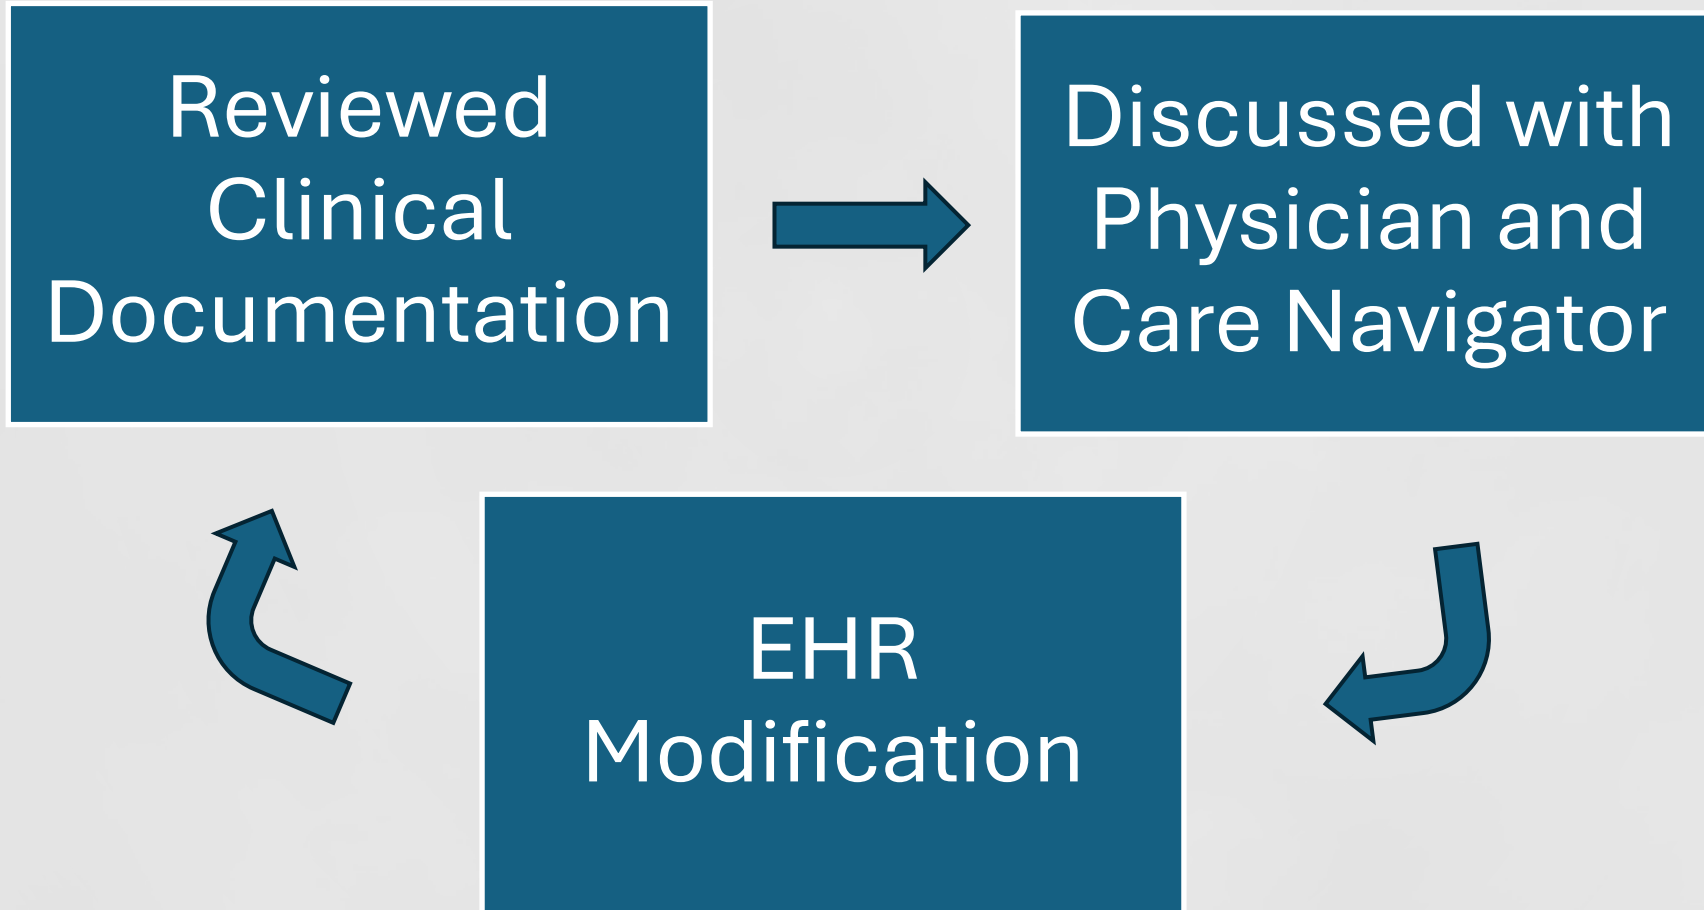 Reviewed
Clinical
Documentation
Discussed with
Physician and
Care Navigator
EHR
Modification